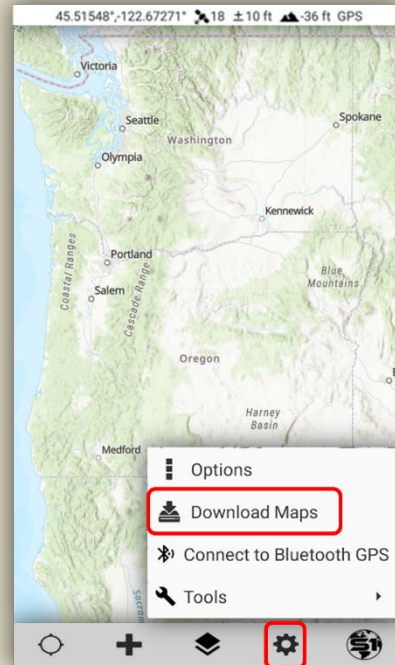 45.51548°,-122.67271° 18 ±10 ft -36 ft GPS
Victoria
Seattle
Spokane
Washington
Olympia
Kennewick
Coastal Ranges
Portland
Cascade Range
Blue Mountains
Salem
Oregon
Harney Basin
Medford
Options
Download Maps
Connect to Bluetooth GPS
Tools